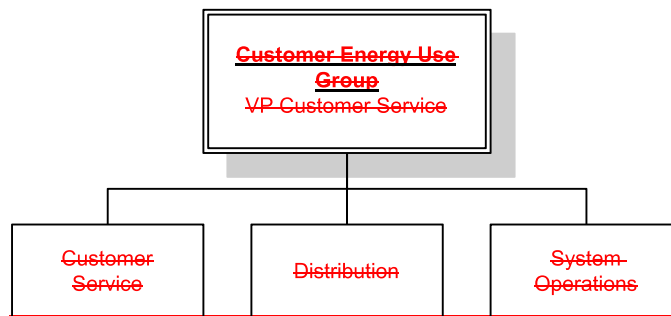 Customer Energy Use
Group
VP Customer Service
Customer
Service
Distribution
System
Operations